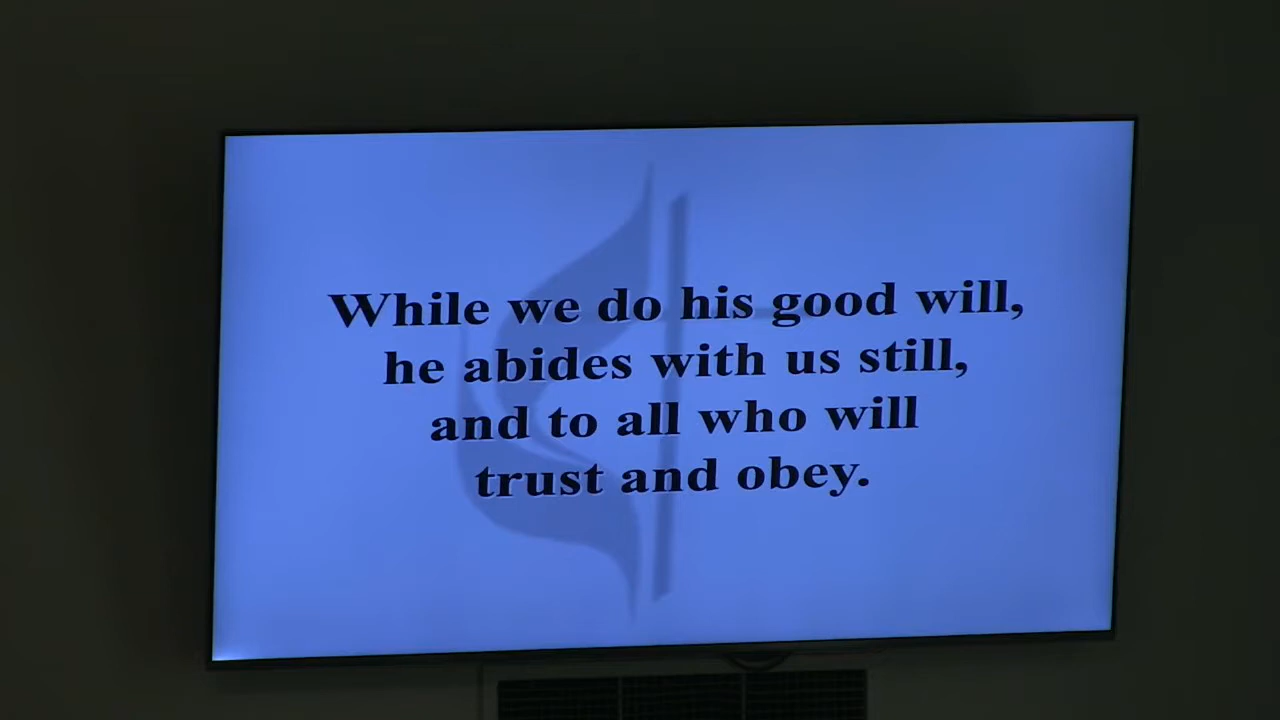 While we do his good will,
he abides with us still,
and to all who will
trust and obey.